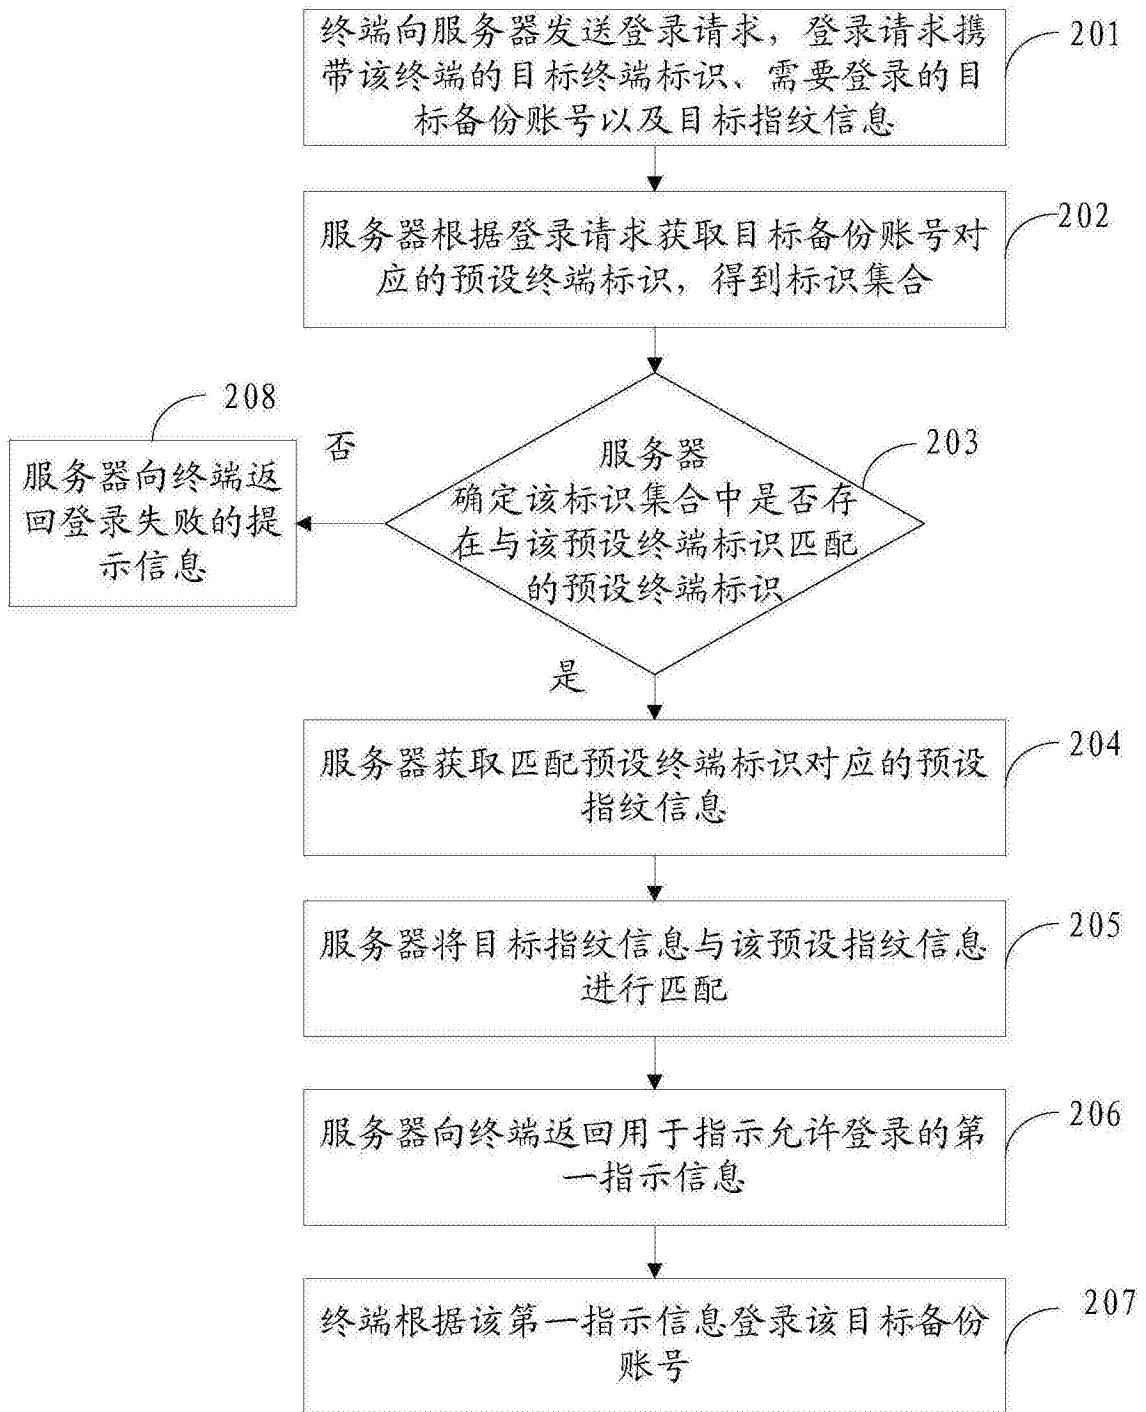 终端向服务器发送登录请求，登录请求携
带该终端的目标终端标识、需要登录的目
标备份账号以及目标指纹信息
201
服务器根据登录请求获取目标备份账号对
应的预设终端标识，得到标识集合
202
服务器
确定该标识集合中是否存
在与该预设终端标识匹配
的预设终端标识
203
否
208
服务器向终端返
回登录失败的提
示信息
是
服务器获取匹配预设终端标识对应的预设
指纹信息
204
服务器将目标指纹信息与该预设指纹信息
进行匹配
205
服务器向终端返回用于指示允许登录的第
一指示信息
206
终端根据该第一指示信息登录该目标备份
账号
207